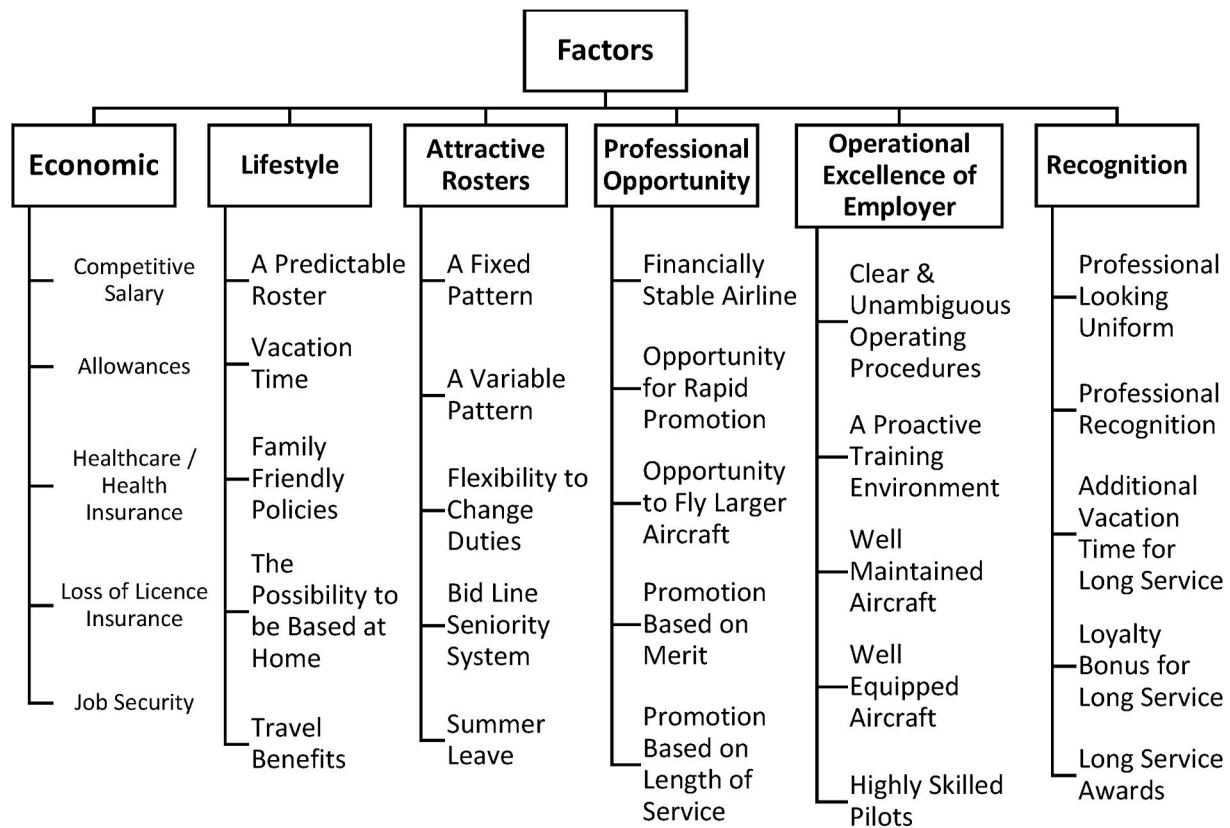 Factors
Economic
Competitive
Salary
Allowances
Healthcare /
Health
Insurance
Loss of Licence
Insurance
Job Security
Lifestyle
A Predictable
Roster
Vacation
Time
Family
Friendly
Policies
The
Possibility to
be Based at
Home
Travel
Benefits
Attractive
Rosters
A Fixed
Pattern
A Variable
Pattern
Flexibility to
Change
Duties
Bid Line
Seniority
System
Summer
Leave
Professional
Opportunity
Financially
Stable Airline
Opportunity
for Rapid
Promotion
Opportunity
to Fly Larger
Aircraft
Promotion
Based on
Merit
Promotion
Based on
Length of
Service
Operational
Excellence of
Employer
Clear &
Unambiguous
Operating
Procedures
A Proactive
Training
Environment
Well
Maintained
Aircraft
Well
Equipped
Aircraft
Highly Skilled
Pilots
Recognition
Professional
Looking
Uniform
Professional
Recognition
Additional
Vacation
Time for
Long Service
Loyalty
Bonus for
Long Service
Long Service
Awards